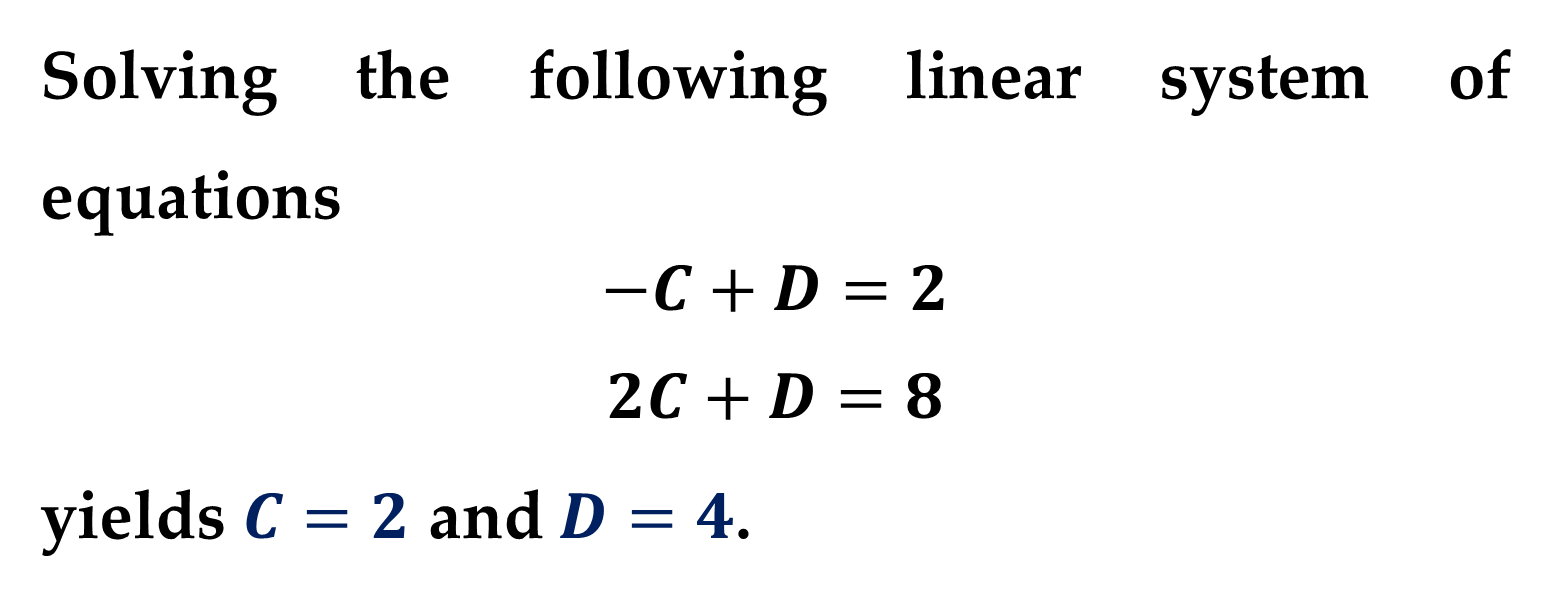 Solving the following linear system of
equations
−C + D = 2
2C + D = 8
yields C = 2 and D = 4.